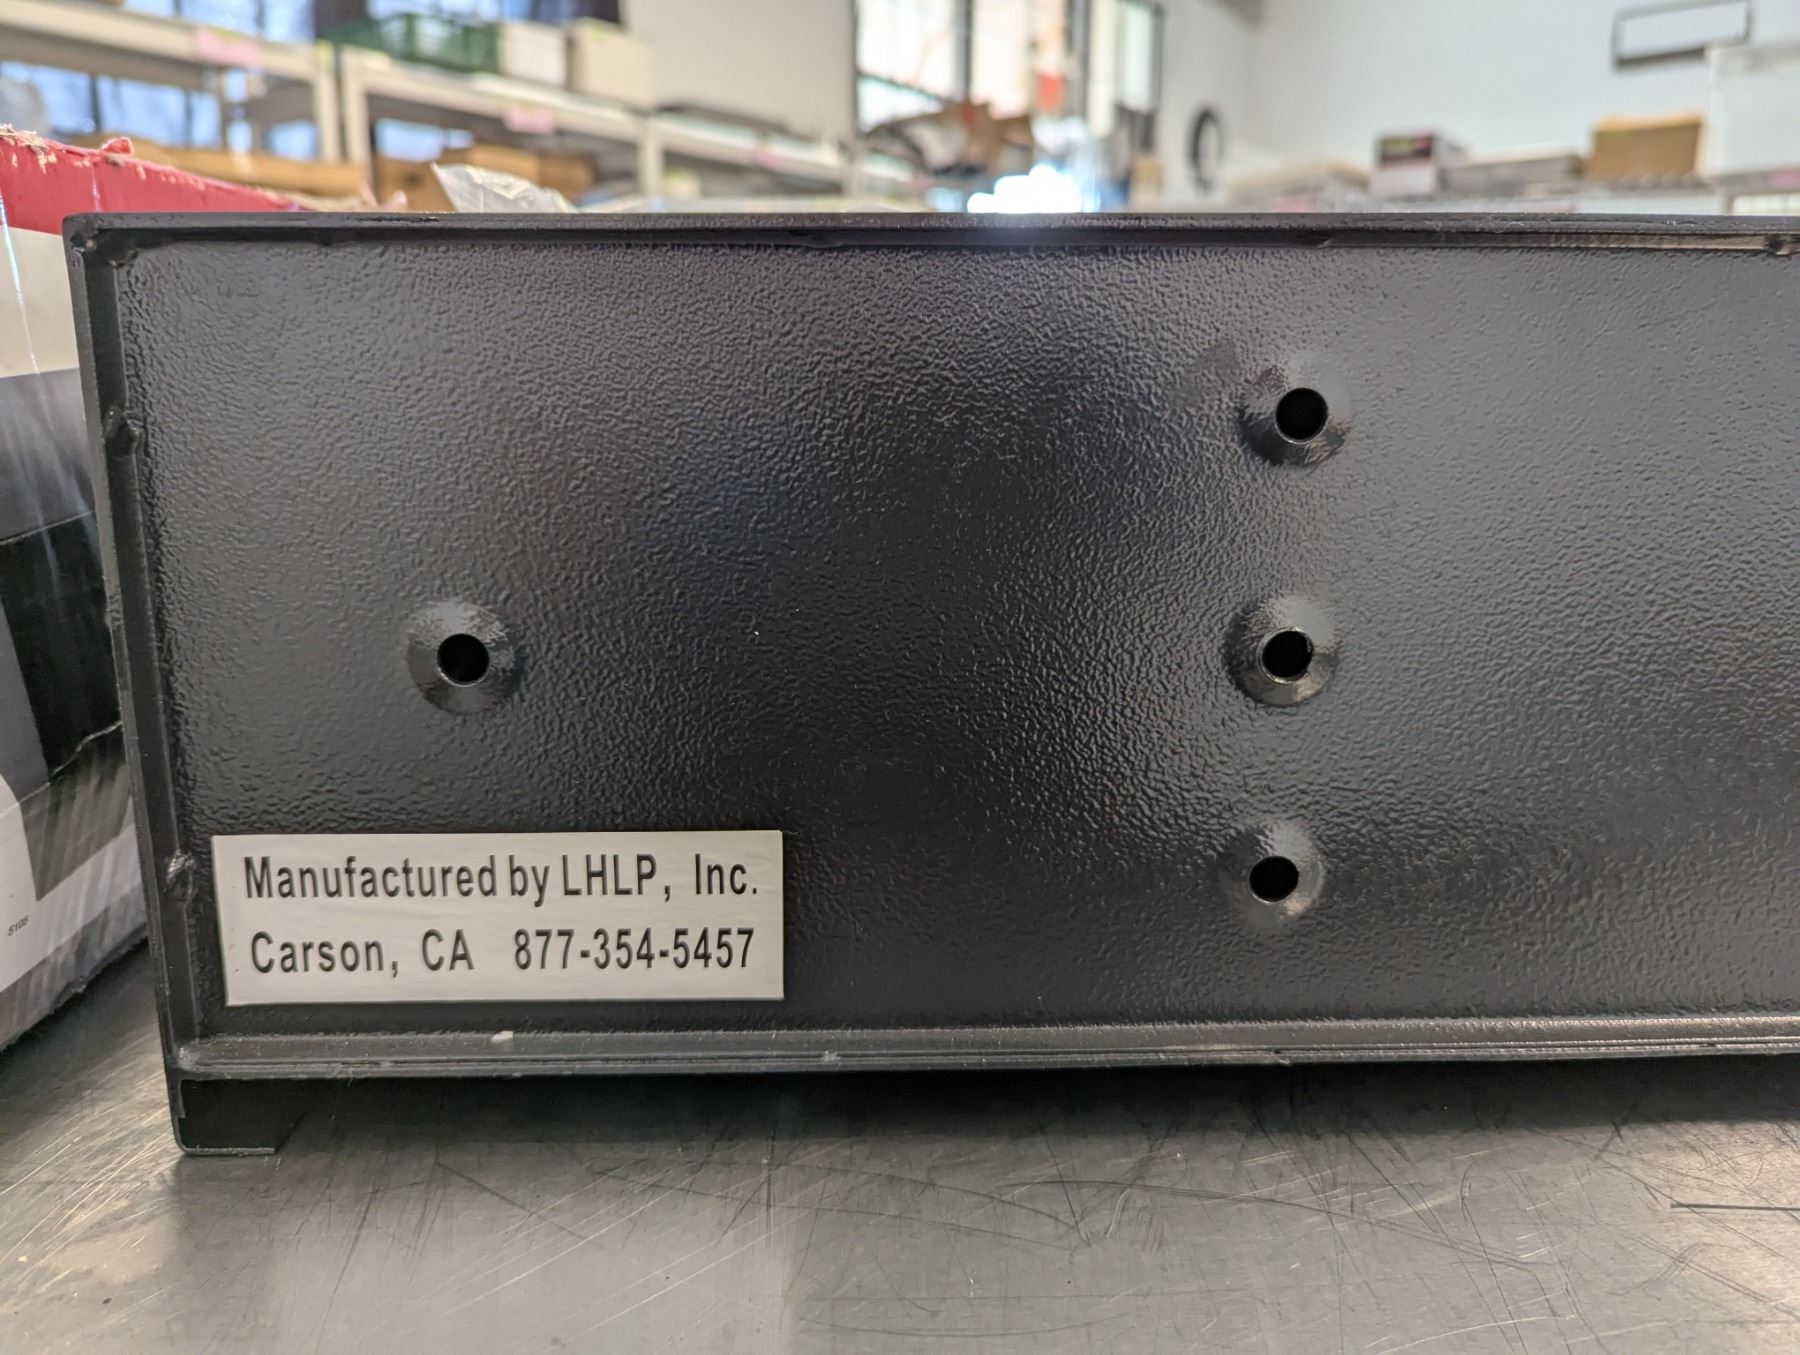 Manufactured by LHLP, Inc.
Carson, CA 877-354-5457